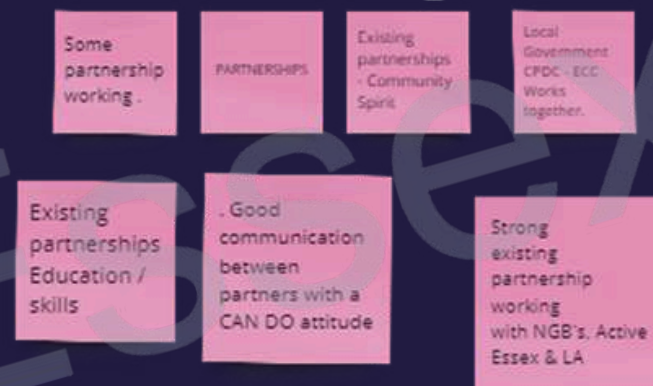 Some
partnership
working .
PARTNERSHIPS
Existing
partnerships
- Community
Spirit
Local
Government
CPDC - ECC
Works
together.
Existing
partnerships
Education /
skills
. Good
communication
between
partners with a
CAN DO attitude
Strong
existing
partnership
working
with NGB's, Active
Essex & LA
Essex